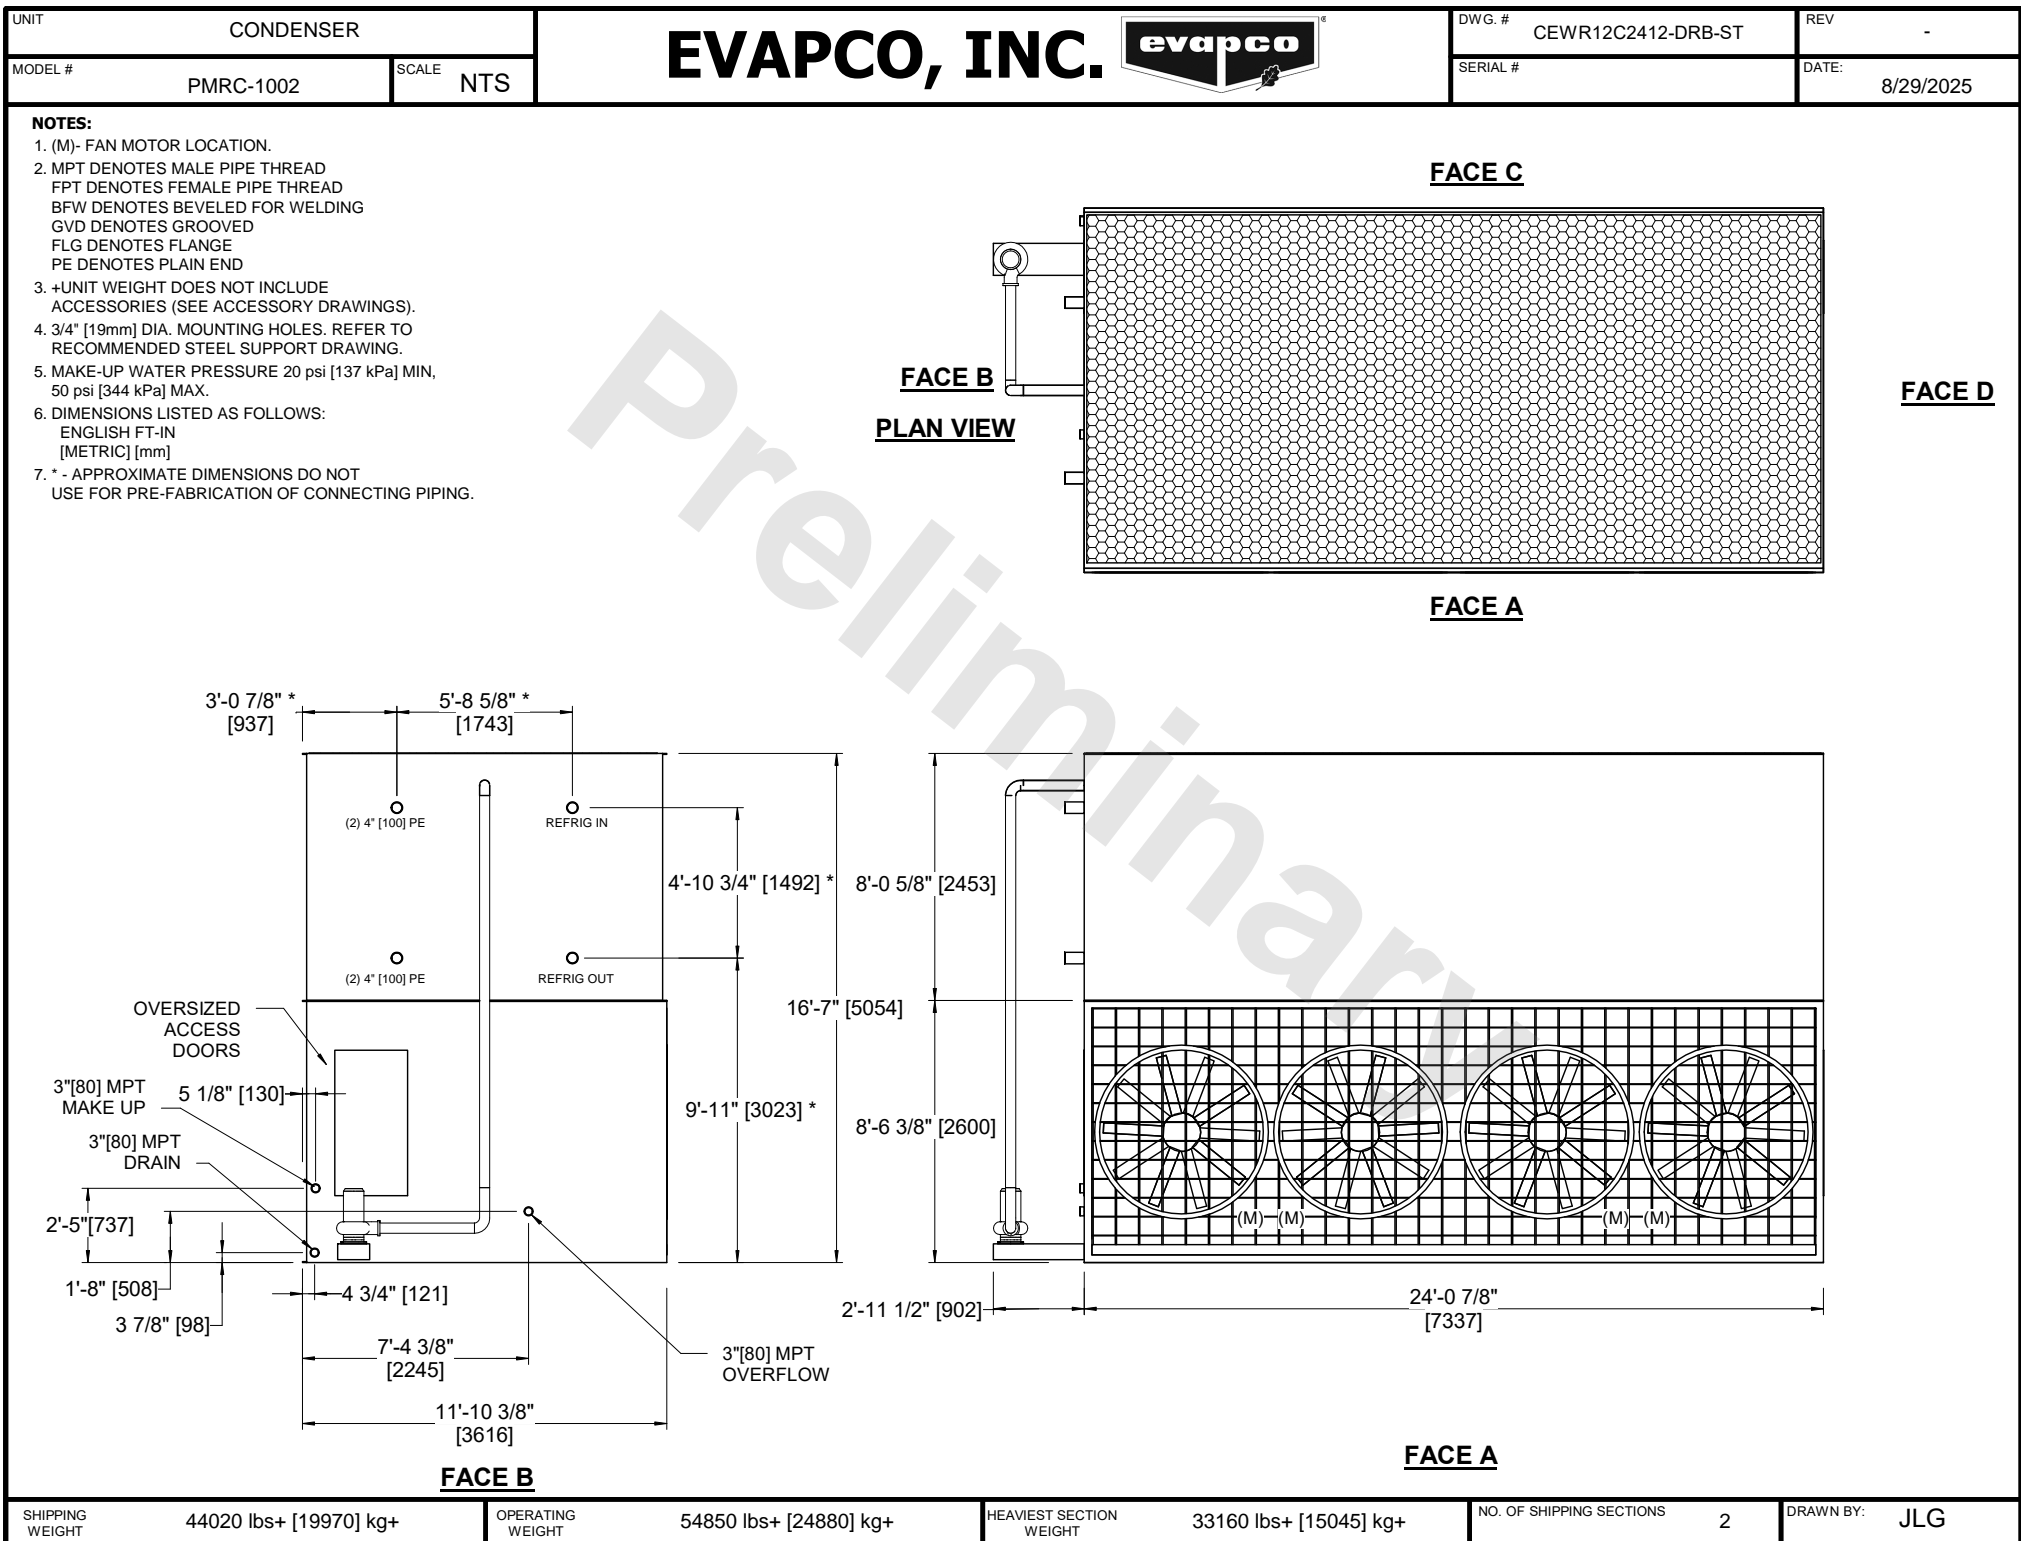 UNIT
CONDENSER
MODEL #
PMRC-1002
SCALE
NTS
EVAPCO, INC.
evapco
®
DWG. #
CEWR12C2412-DRB-ST
REV
-
SERIAL #
DATE:
8/29/2025
NOTES:
1. (M)- FAN MOTOR LOCATION.
2. MPT DENOTES MALE PIPE THREAD
FPT DENOTES FEMALE PIPE THREAD
BFW DENOTES BEVELED FOR WELDING
GVD DENOTES GROOVED
FLG DENOTES FLANGE
PE DENOTES PLAIN END
3. +UNIT WEIGHT DOES NOT INCLUDE
ACCESSORIES (SEE ACCESSORY DRAWINGS).
4. 3/4" [19mm] DIA. MOUNTING HOLES. REFER TO
RECOMMENDED STEEL SUPPORT DRAWING.
5. MAKE-UP WATER PRESSURE 20 psi [137 kPa] MIN,
50 psi [344 kPa] MAX.
6. DIMENSIONS LISTED AS FOLLOWS:
ENGLISH FT-IN
[METRIC] [mm]
7. * - APPROXIMATE DIMENSIONS DO NOT
USE FOR PRE-FABRICATION OF CONNECTING PIPING.
Preliminary
FACE C
FACE B
PLAN VIEW
FACE D
FACE A
3'-0 7/8" *
[937]
5'-8 5/8" *
[1743]
(2) 4" [100] PE
REFRIG IN
4'-10 3/4" [1492] *
8'-0 5/8" [2453]
(2) 4" [100] PE
REFRIG OUT
16'-7" [5054]
OVERSIZED
ACCESS
DOORS
3"[80] MPT
MAKE UP
5 1/8" [130]
3"[80] MPT
DRAIN
9'-11" [3023] *
8'-6 3/8" [2600]
2'-5"[737]
1'-8" [508]
3 7/8" [98]
4 3/4" [121]
7'-4 3/8"
[2245]
3"[80] MPT
OVERFLOW
11'-10 3/8"
[3616]
FACE B
(M) (M) (M) (M)
2'-11 1/2" [902]
24'-0 7/8"
[7337]
FACE A
SHIPPING
WEIGHT
44020 lbs+ [19970] kg+
OPERATING
WEIGHT
54850 lbs+ [24880] kg+
HEAVIEST SECTION
WEIGHT
33160 lbs+ [15045] kg+
NO. OF SHIPPING SECTIONS
2
DRAWN BY:
JLG